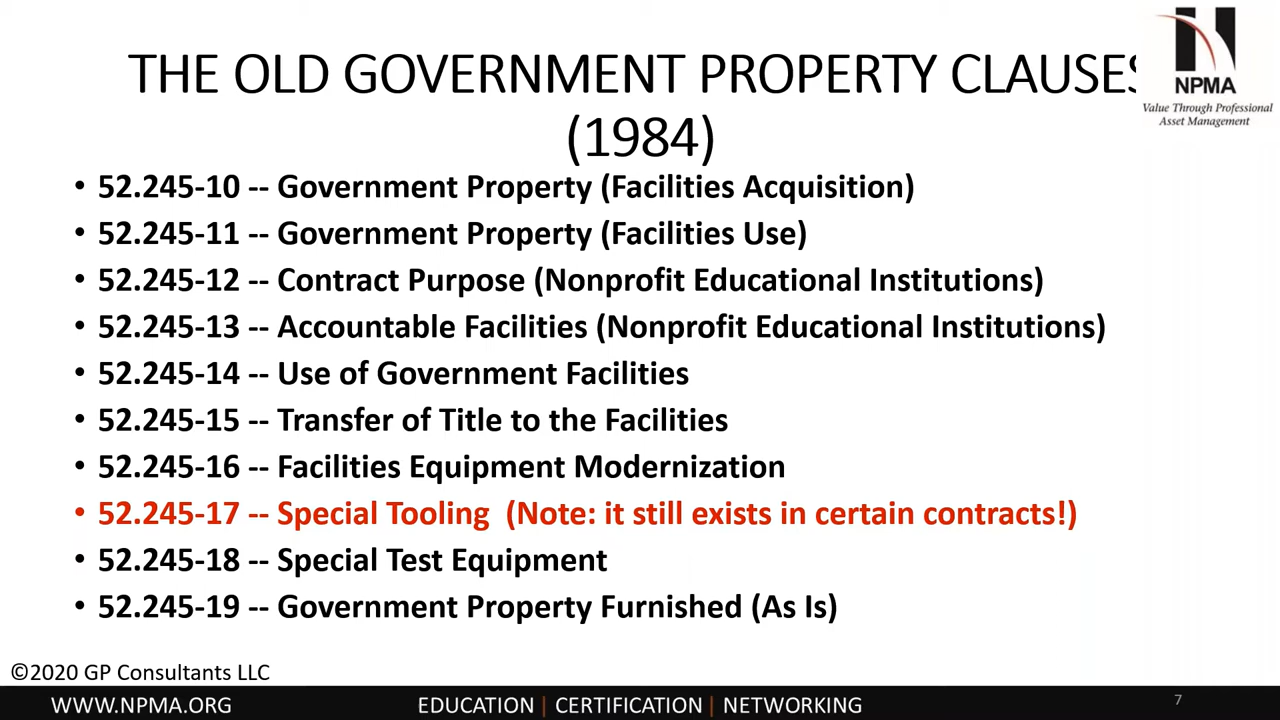 THE OLD GOVERNMENT PROPERTY CLAUSES
(1984)
NPMA
Value Through Professional
Asset Management
• 52.245-10 -- Government Property (Facilities Acquisition)
• 52.245-11 -- Government Property (Facilities Use)
• 52.245-12 -- Contract Purpose (Nonprofit Educational Institutions)
• 52.245-13 -- Accountable Facilities (Nonprofit Educational Institutions)
• 52.245-14 -- Use of Government Facilities
• 52.245-15 -- Transfer of Title to the Facilities
• 52.245-16 -- Facilities Equipment Modernization
• 52.245-17 -- Special Tooling (Note: it still exists in certain contracts!)
• 52.245-18 -- Special Test Equipment
• 52.245-19 -- Government Property Furnished (As Is)
©2020 GP Consultants LLC
WWW.NPMA.ORG EDUCATION | CERTIFICATION | NETWORKING 7